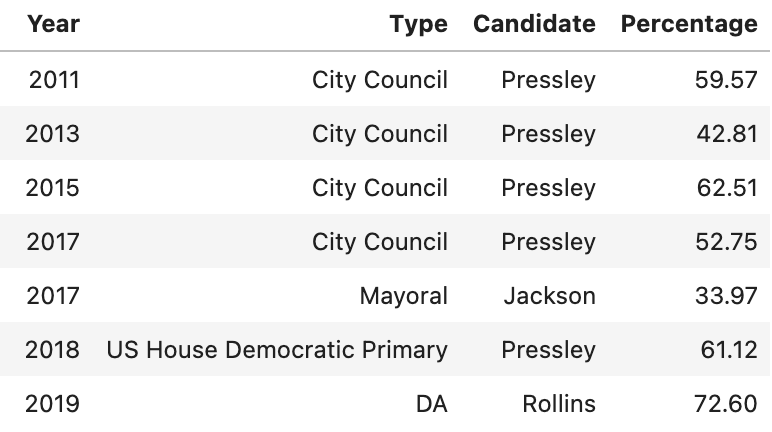 Year Type Candidate Percentage
2011 City Council Pressley 59.57
2013 City Council Pressley 42.81
2015 City Council Pressley 62.51
2017 City Council Pressley 52.75
2017 Mayoral Jackson 33.97
2018 US House Democratic Primary Pressley 61.12
2019 DA Rollins 72.60